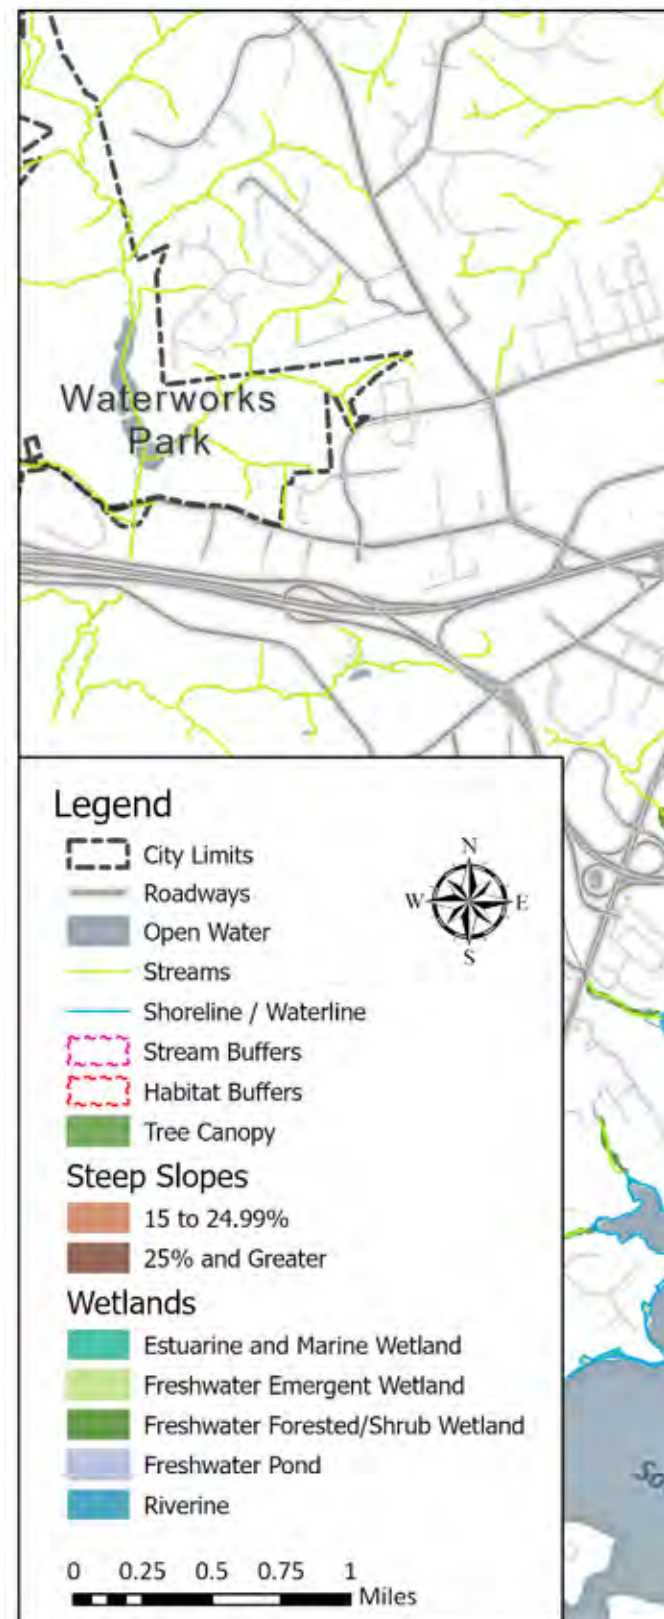 Waterworks
Park
Legend
N
W E
S
City Limits
Roadways
Open Water
Streams
Shoreline / Waterline
Stream Buffers
Habitat Buffers
Tree Canopy
Steep Slopes
15 to 24.99%
25% and Greater
Wetlands
Estuarine and Marine Wetland
Freshwater Emergent Wetland
Freshwater Forested/Shrub Wetland
Freshwater Pond
Riverine
0 0.25 0.5 0.75 1
Miles